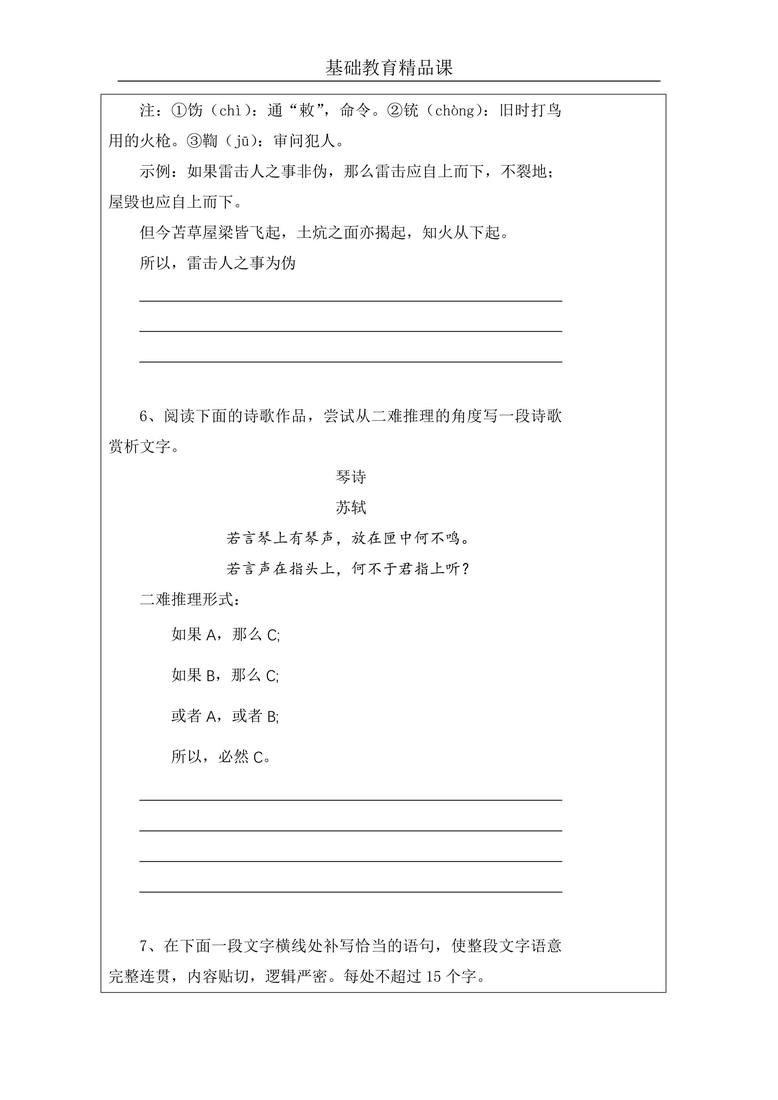 基础教育精品课
注：①饬（chì）：通“敕”，命令。②铳（chòng）：旧时打鸟
用的火枪。③鞫（jū）：审问犯人。
示例：如果雷击人之事非伪，那么雷击应自上而下，不裂地；
屋毁也应自上而下。
但今苫草屋梁皆飞起，土炕之面亦揭起，知火从下起。
所以，雷击人之事为伪
6、阅读下面的诗歌作品，尝试从二难推理的角度写一段诗歌
赏析文字。
琴诗
苏轼
若言琴上有琴声，放在匣中何不鸣。
若言声在指头上，何不于君指上听？
二难推理形式：
如果 A，那么 C;
如果 B，那么 C;
或者 A，或者 B;
所以，必然 C。
7、在下面一段文字横线处补写恰当的语句，使整段文字语意
完整连贯，内容贴切，逻辑严密。每处不超过 15 个字。